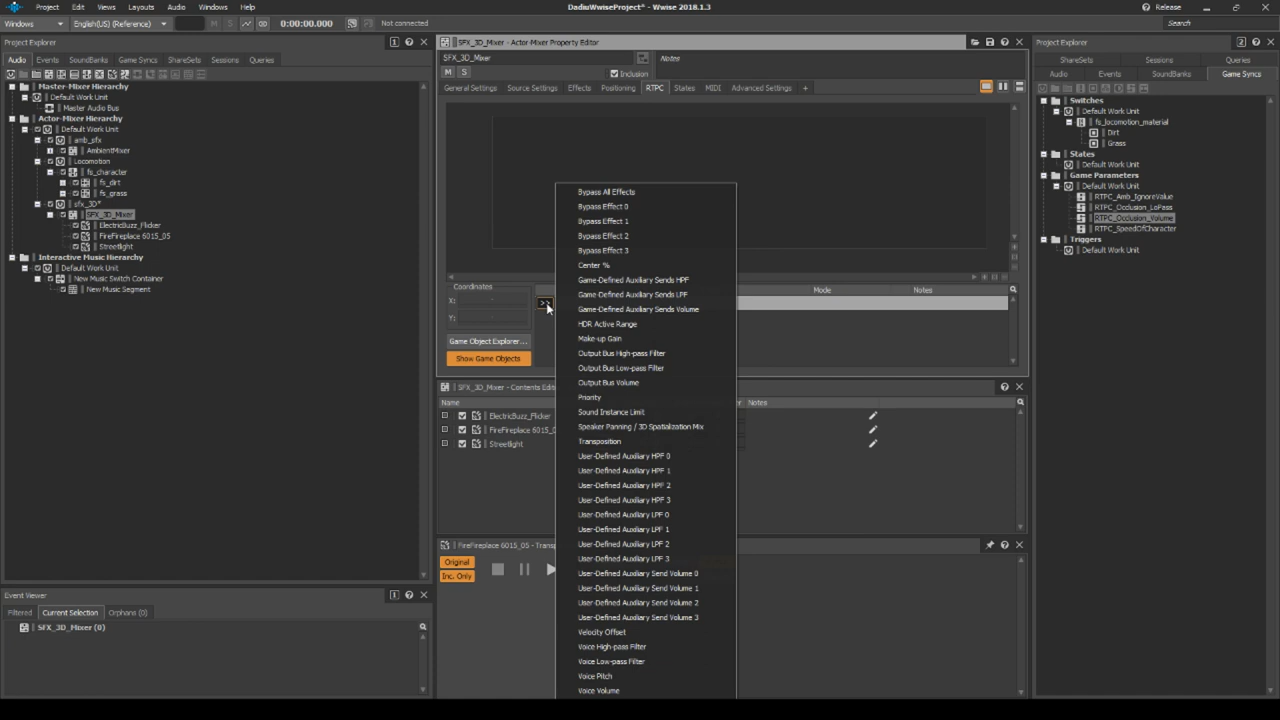 Project Edit Views Layouts Audio Windows Help
DadiuWwiseProject* - Wwise 2018.1.3
Release
Windows English(US) (Reference) M S 0:00:00.000 Not connected
Search
Project Explorer 1
Audio Events SoundBanks Game Syncs ShareSets Sessions Queries
Master-Mixer Hierarchy
Default Work Unit
Master Audio Bus
Actor-Mixer Hierarchy
Default Work Unit
amb_sfx
AmbientMixer
Locomotion
fs_character
fs_dirt
fs_grass
sfx_3D*
SFX_3D_Mixer
ElectricBuzz_Flicker
FireFireplace 6015_05
Streetlight
Interactive Music Hierarchy
Default Work Unit
New Music Switch Container
New Music Segment
Event Viewer 1
Filtered Current Selection Orphans (0)
SFX_3D_Mixer (0)
SFX_3D_Mixer - Actor-Mixer Property Editor
SFX_3D_Mixer
Notes
M S Inclusion
General Settings Source Settings Effects Positioning RTPC States MIDI Advanced Settings +
Coordinates
X: -
Y: -
Game Object Explorer...
Show Game Objects
>>
Mode Notes
Bypass All Effects
Bypass Effect 0
Bypass Effect 1
Bypass Effect 2
Bypass Effect 3
Center %
Game-Defined Auxiliary Sends HPF
Game-Defined Auxiliary Sends LPF
Game-Defined Auxiliary Sends Volume
HDR Active Range
Make-up Gain
Output Bus High-pass Filter
Output Bus Low-pass Filter
Output Bus Volume
Priority
Sound Instance Limit
Speaker Panning / 3D Spatialization Mix
Transposition
User-Defined Auxiliary HPF 0
User-Defined Auxiliary HPF 1
User-Defined Auxiliary HPF 2
User-Defined Auxiliary HPF 3
User-Defined Auxiliary LPF 0
User-Defined Auxiliary LPF 1
User-Defined Auxiliary LPF 2
User-Defined Auxiliary LPF 3
User-Defined Auxiliary Send Volume 0
User-Defined Auxiliary Send Volume 1
User-Defined Auxiliary Send Volume 2
User-Defined Auxiliary Send Volume 3
Velocity Offset
Voice High-pass Filter
Voice Low-pass Filter
Voice Pitch
Voice Volume
SFX_3D_Mixer - Contents Edit
Name Notes
ElectricBuzz_Flicker
FireFireplace 6015_0
Streetlight
FireFireplace 6015_05 - Transp
Original
Inc. Only
Project Explorer 2
ShareSets Sessions Queries
Audio Events SoundBanks Game Syncs
Switches
Default Work Unit
fs_locomotion_material
Dirt
Grass
States
Default Work Unit
Game Parameters
Default Work Unit
RTPC_Amb_IgnoreValue
RTPC_Occlusion_LoPass
RTPC_Occlusion_Volume
RTPC_SpeedOfCharacter
Triggers
Default Work Unit